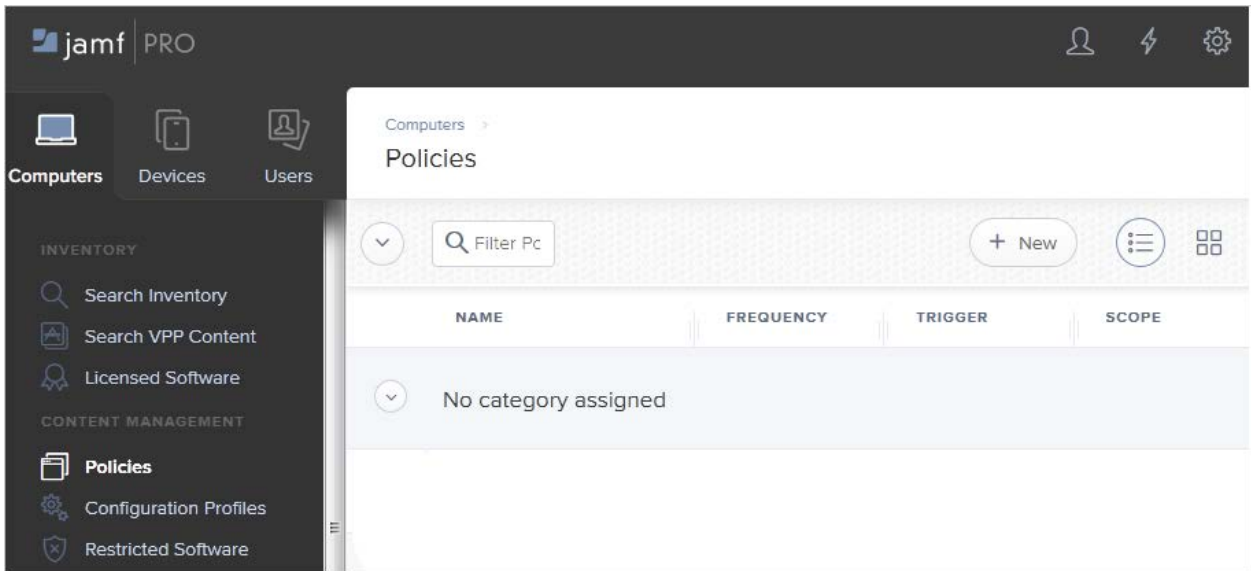 jamf PRO
Computers
Devices
Users
INVENTORY
Search Inventory
Search VPP Content
Licensed Software
CONTENT MANAGEMENT
Policies
Configuration Profiles
Restricted Software
Computers >
Policies
Filter Pc
+ New
NAME FREQUENCY TRIGGER SCOPE
No category assigned